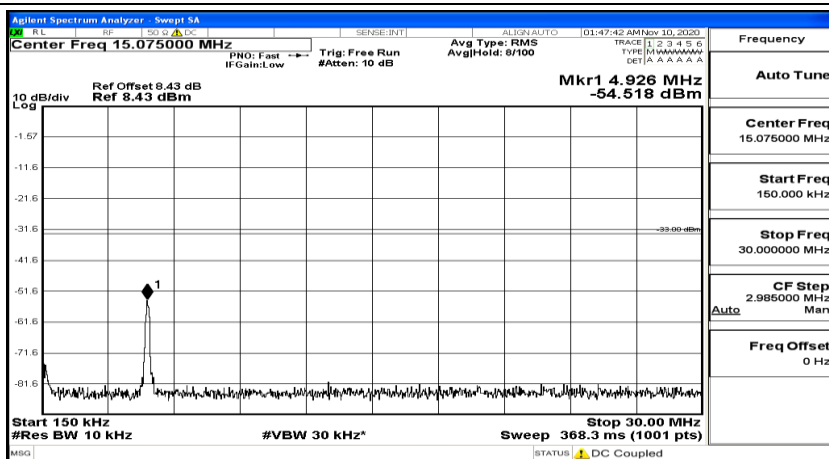 Agilent Spectrum Analyzer - Swept SA
LXI RL RF 50 Ω DC SENSE:INT ALIGN AUTO 01:47:42 AM Nov 10, 2020
Center Freq 15.075000 MHz
PNO: Fast
IFGain:Low
Trig: Free Run
#Atten: 10 dB
Avg Type: RMS
Avg|Hold: 8/100
TRACE 1 2 3 4 5 6
TYPE M WWWWW
DET A A A A A A
Mkr1 4.926 MHz
-54.518 dBm
Ref Offset 8.43 dB
10 dB/div Ref 8.43 dBm
Log
-1.57
-11.6
-21.6
-31.6
-33.00 dBm
-41.6
-51.6
1
-61.6
-71.6
-81.6
Start 150 kHz Stop 30.00 MHz
#Res BW 10 kHz #VBW 30 kHz* Sweep 368.3 ms (1001 pts)
MSG STATUS DC Coupled
Frequency
Auto Tune
Center Freq
15.075000 MHz
Start Freq
150.000 kHz
Stop Freq
30.000000 MHz
CF Step
2.985000 MHz
Auto Man
Freq Offset
0 Hz